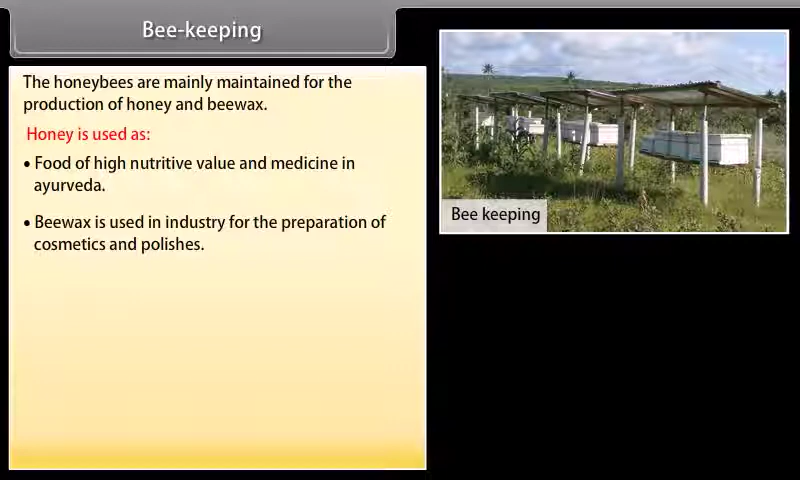 Bee-keeping
The honeybees are mainly maintained for the
production of honey and beewax.
Honey is used as:
• Food of high nutritive value and medicine in
ayurveda.
• Beewax is used in industry for the preparation of
cosmetics and polishes.
Bee keeping